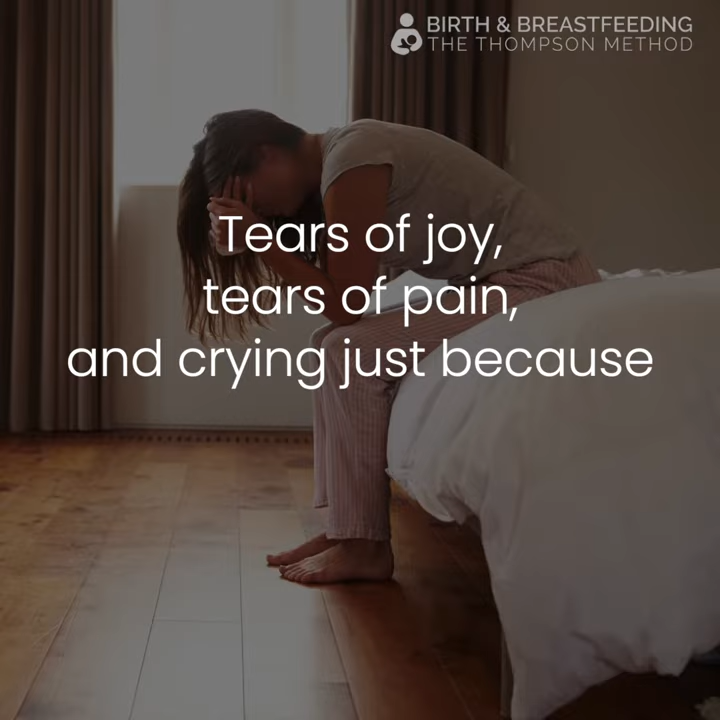 BIRTH & BREASTFEEDING
THE THOMPSON METHOD
Tears of joy,
tears of pain,
and crying just because